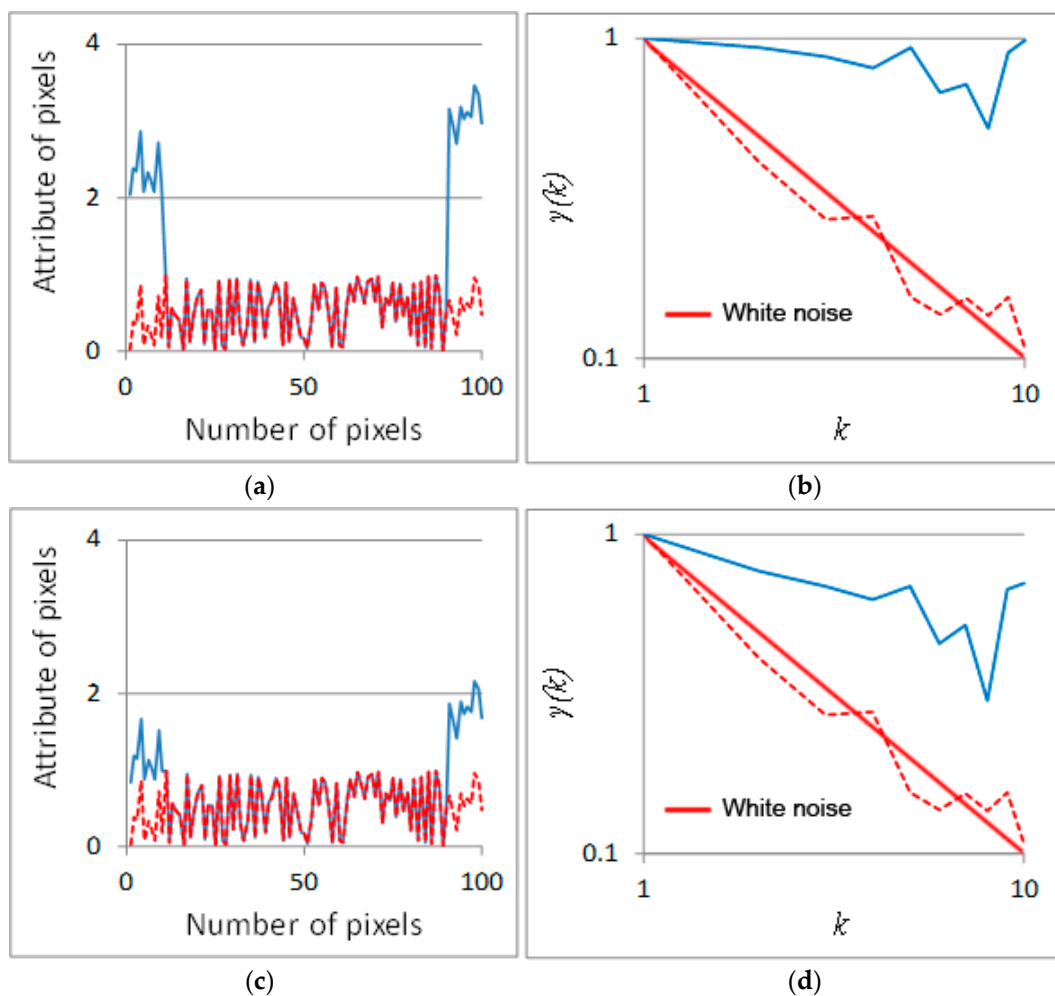 4
2
0
Attribute of pixels
0
50
100
Number of pixels
(a)
1
0.1
γ(k)
White noise
1
10
k
(b)
4
2
0
Attribute of pixels
0
50
100
Number of pixels
(c)
1
0.1
γ(k)
White noise
1
10
k
(d)